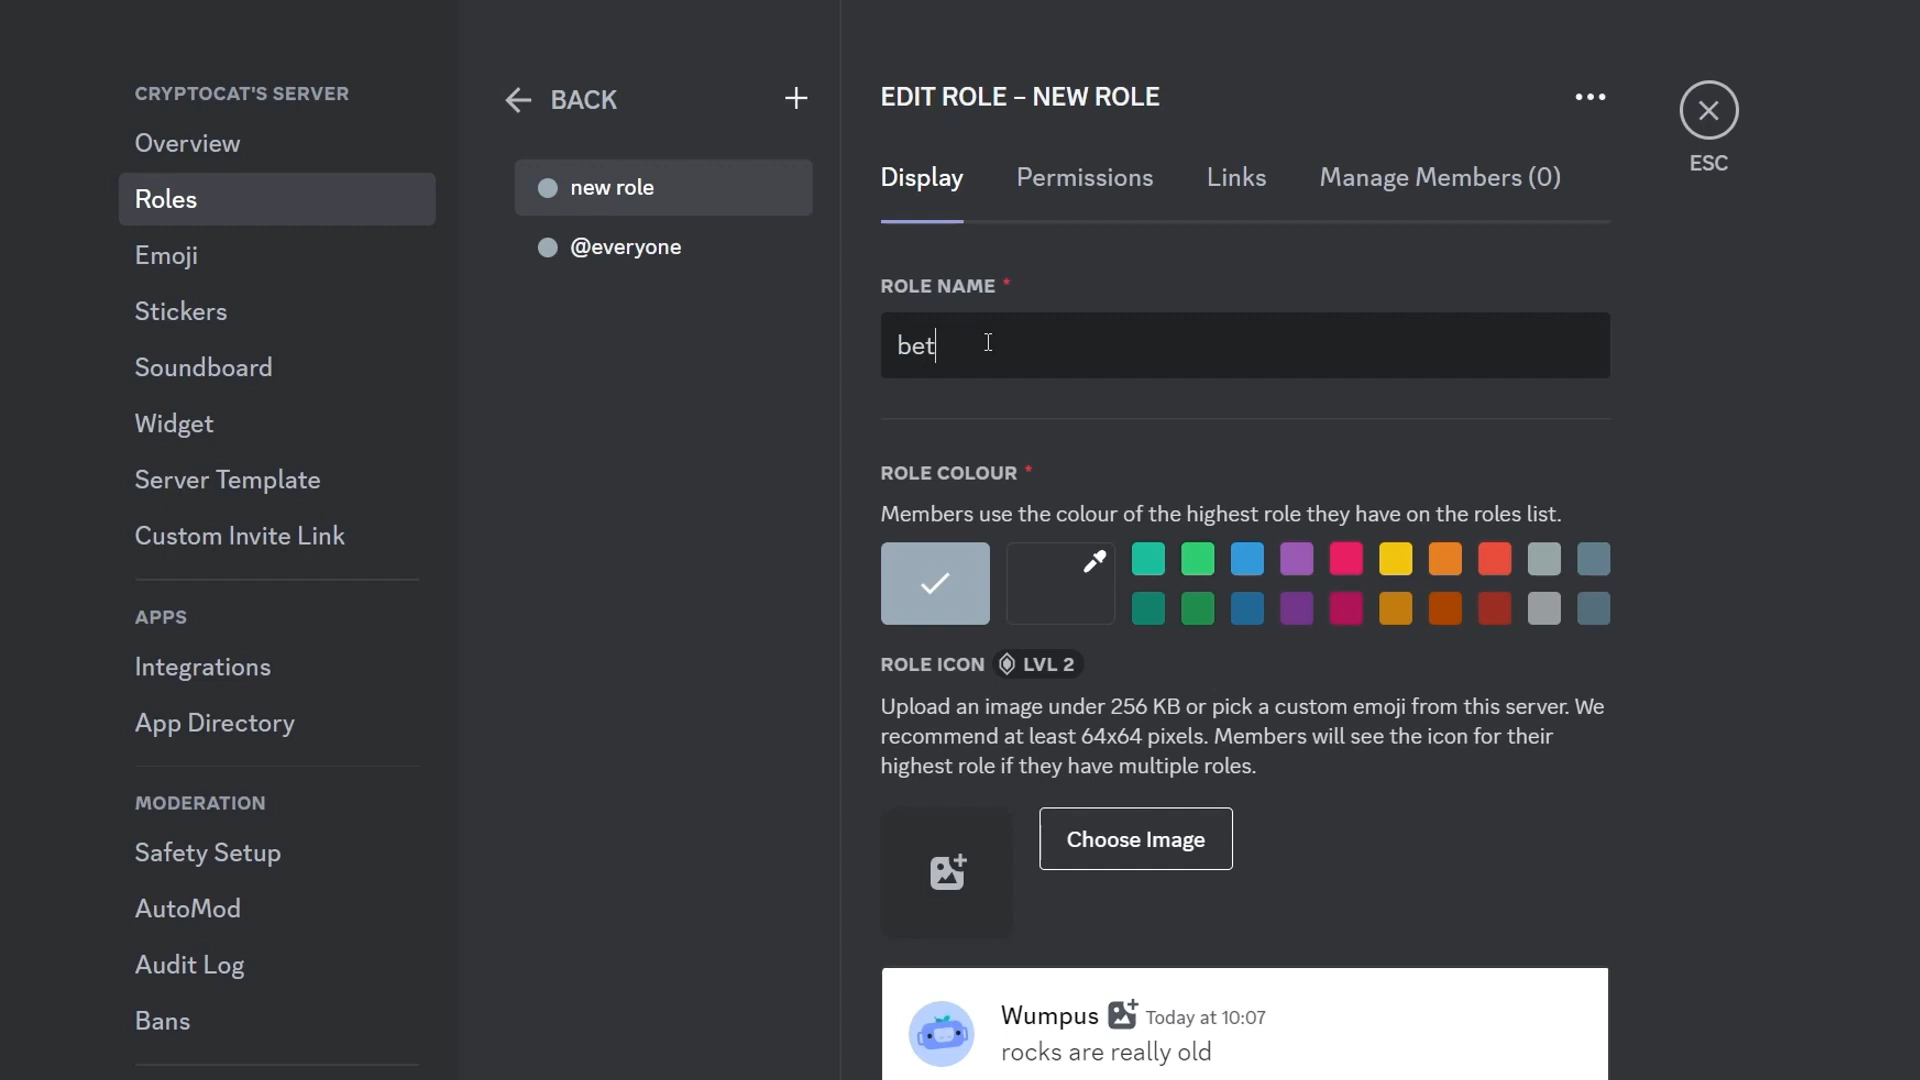 CRYPTOCAT'S SERVER
Overview
Roles
Emoji
Stickers
Soundboard
Widget
Server Template
Custom Invite Link
APPS
Integrations
App Directory
MODERATION
Safety Setup
AutoMod
Audit Log
Bans
BACK
new role
@everyone
EDIT ROLE – NEW ROLE
ESC
Display Permissions Links Manage Members (0)
ROLE NAME *
bet
ROLE COLOUR *
Members use the colour of the highest role they have on the roles list.
ROLE ICON LVL 2
Upload an image under 256 KB or pick a custom emoji from this server. We
recommend at least 64x64 pixels. Members will see the icon for their
highest role if they have multiple roles.
Choose Image
Wumpus Today at 10:07
rocks are really old